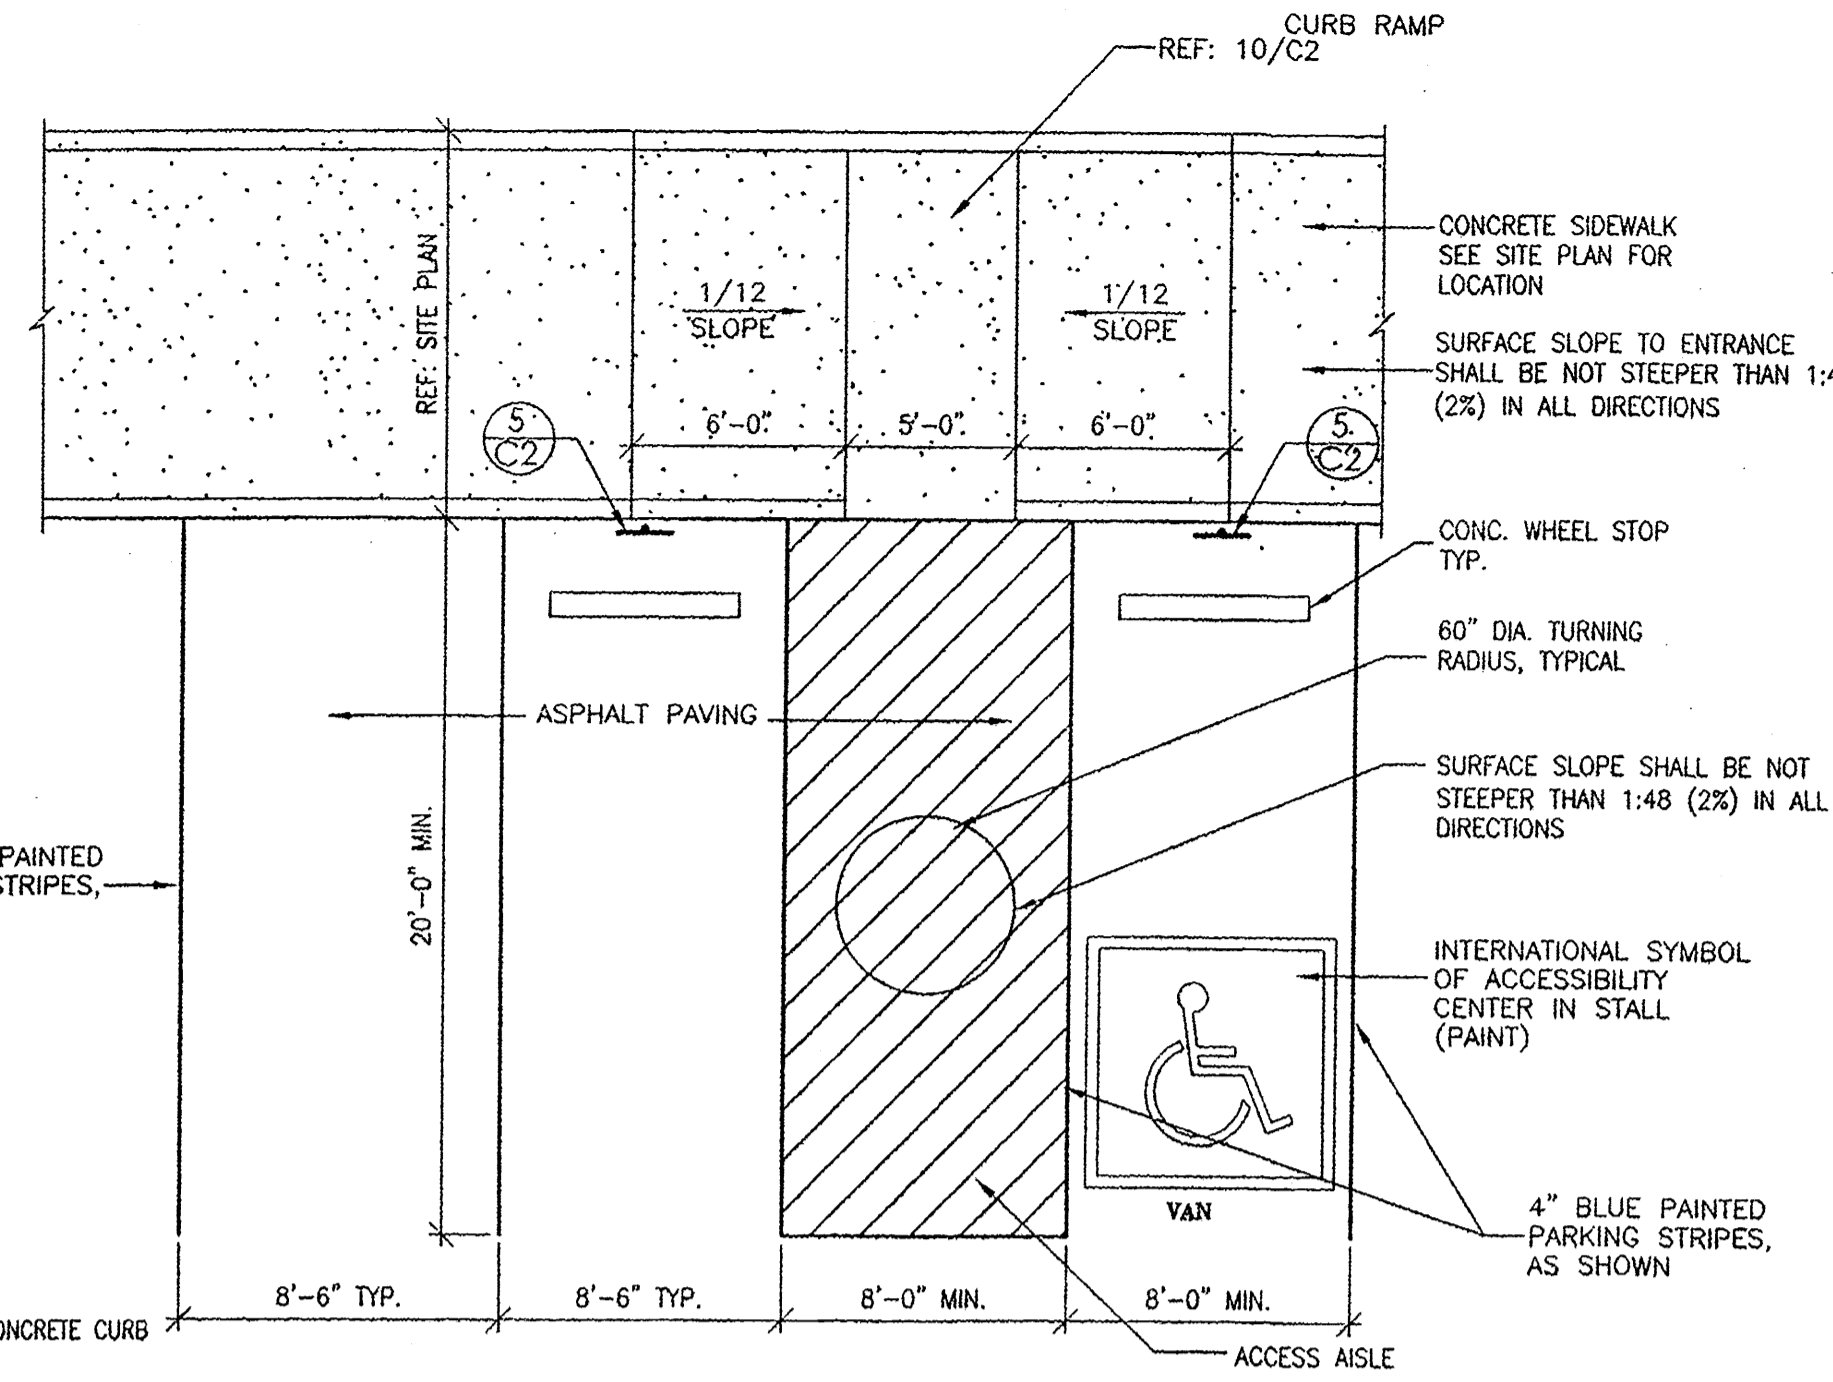 CURB RAMP
REF: 10/C2
CONCRETE SIDEWALK
SEE SITE PLAN FOR
LOCATION
REF: SITE PLAN
1/12
SLOPE
1/12
SLOPE
SURFACE SLOPE TO ENTRANCE
SHALL BE NOT STEEPER THAN 1:4
(2%) IN ALL DIRECTIONS
5
C2
6'-0"
5'-0"
6'-0"
5
C2
CONC. WHEEL STOP
TYP.
60" DIA. TURNING
RADIUS, TYPICAL
ASPHALT PAVING
SURFACE SLOPE SHALL BE NOT
STEEPER THAN 1:48 (2%) IN ALL
DIRECTIONS
PAINTED
STRIPES,
20'-0" MIN.
INTERNATIONAL SYMBOL
OF ACCESSIBILITY
CENTER IN STALL
(PAINT)
VAN
4" BLUE PAINTED
PARKING STRIPES,
AS SHOWN
8'-6" TYP.
8'-6" TYP.
8'-0" MIN.
8'-0" MIN.
ONCRETE CURB
ACCESS AISLE